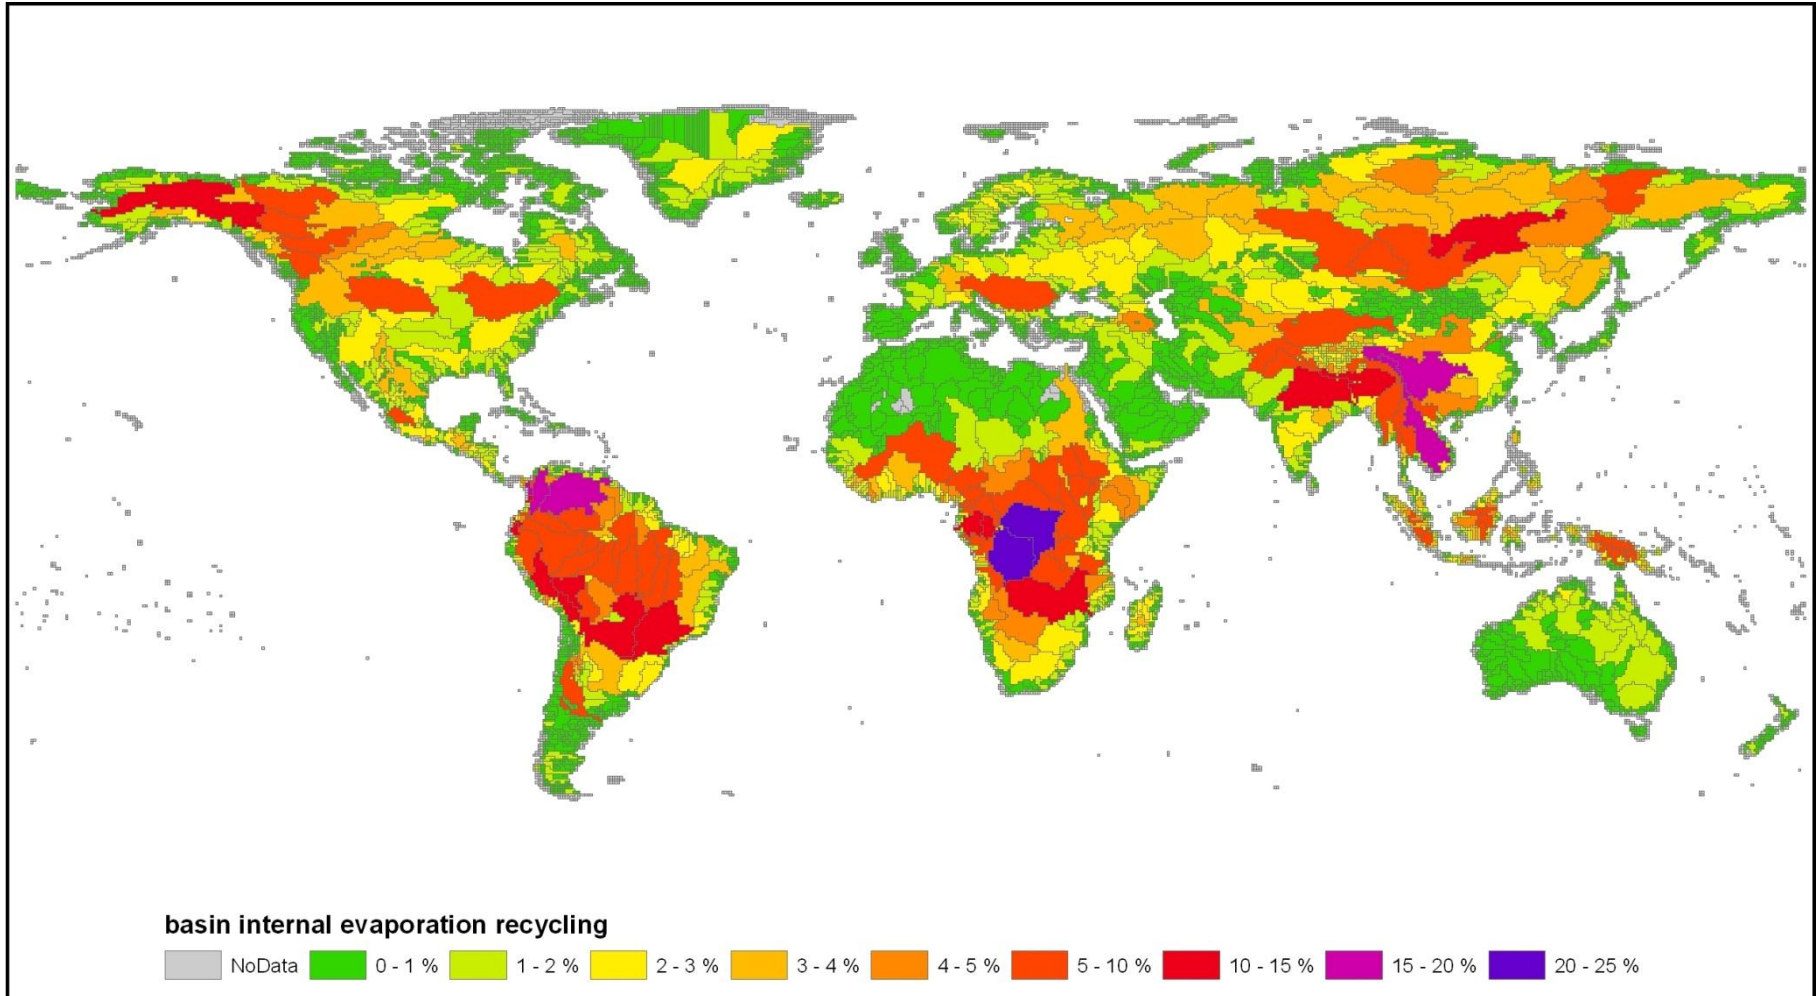 basin internal evaporation recycling
NoData 0 - 1 % 1 - 2 % 2 - 3 % 3 - 4 % 4 - 5 % 5 - 10 % 10 - 15 % 15 - 20 % 20 - 25 %